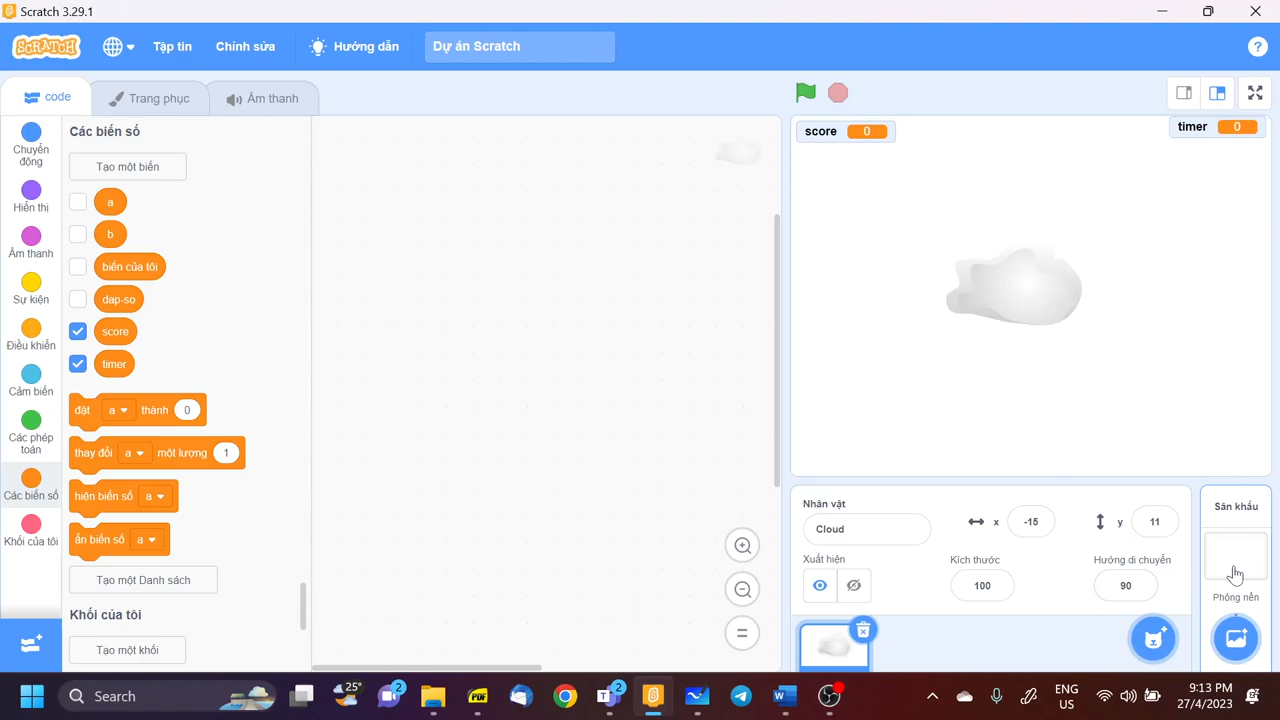 Scratch 3.29.1
SCRATCH
Tập tin
Chỉnh sửa
Hướng dẫn
Dự án Scratch
?
code
Trang phục
Âm thanh
Chuyển động
Hiển thị
Âm thanh
Sự kiện
Điều khiển
Cảm biến
Các phép toán
Các biến số
Khối của tôi
Các biến số
Tạo một biến
a
b
biến của tôi
dap-so
score
timer
đặt a thành 0
thay đổi a một lượng 1
hiện biến số a
ẩn biến số a
Tạo một Danh sách
Khối của tôi
Tạo một khối
score 0
timer 0
Nhân vật
Cloud
x -15
y 11
Xuất hiện
Kích thước
100
Hướng di chuyển
90
Sân khấu
Phông nền
Search
25°
2
PDF
2
ENG
US
9:13 PM
27/4/2023